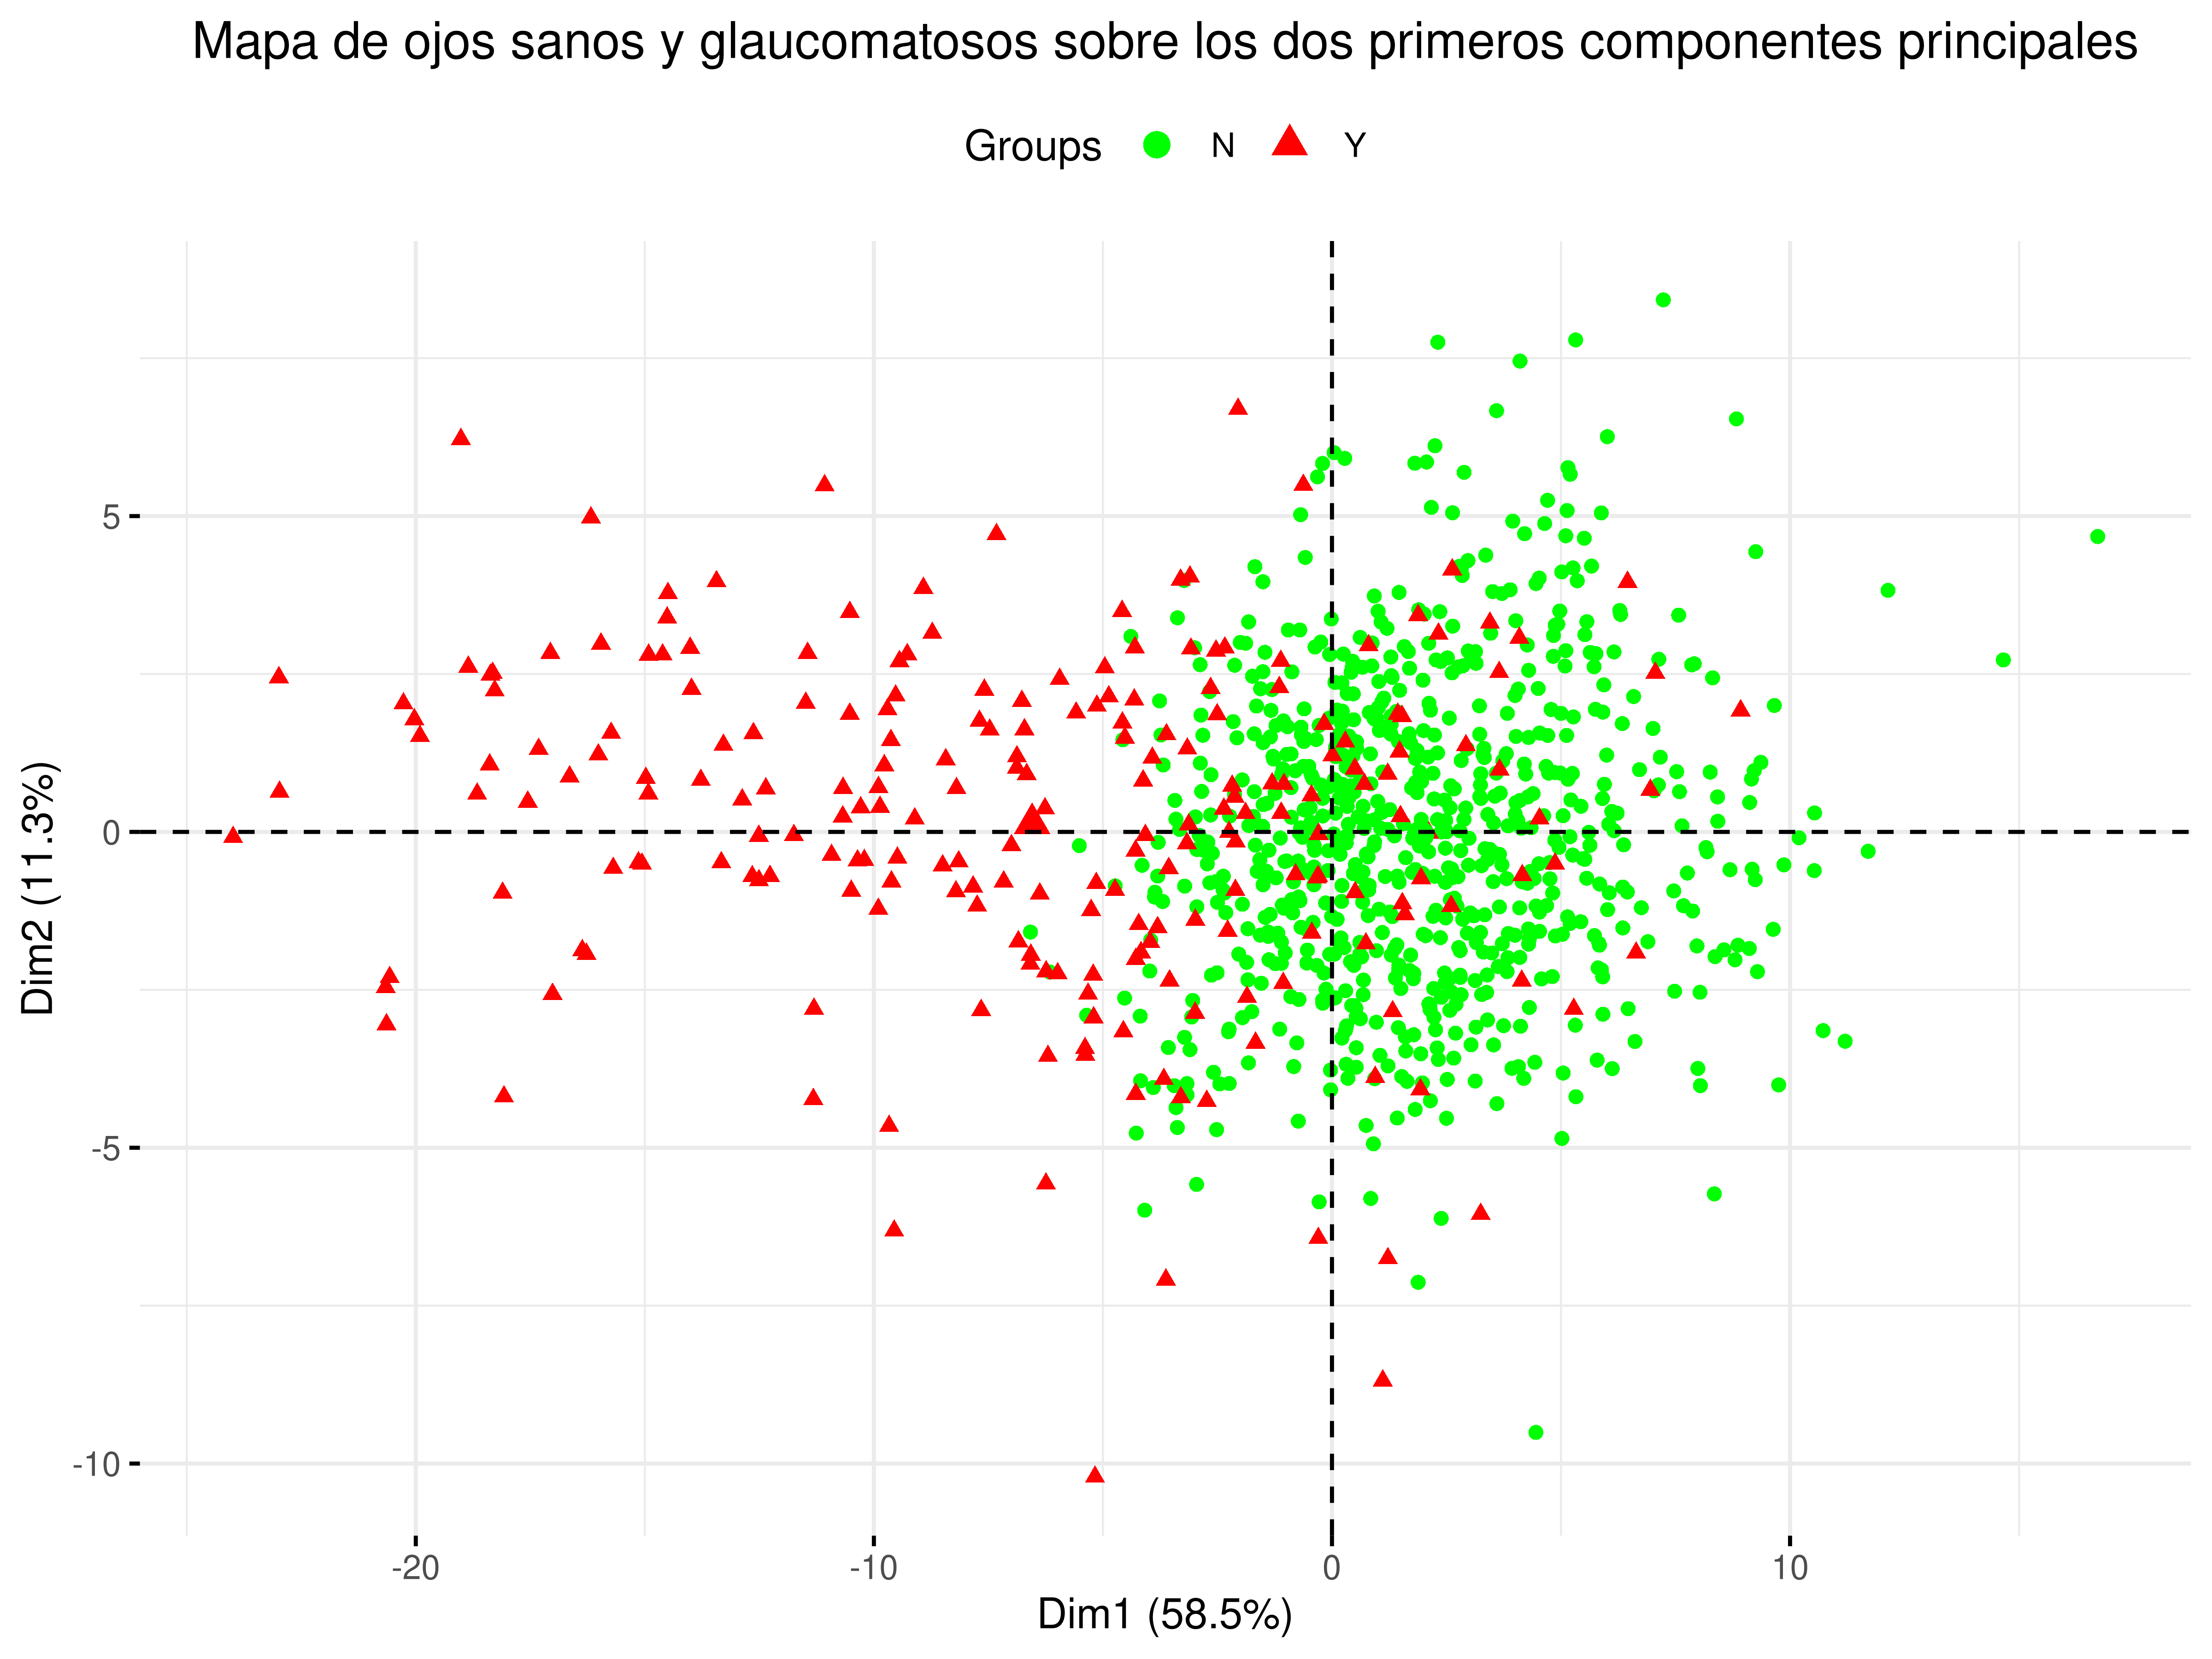 Mapa de ojos sanos y glaucomatosos sobre los dos primeros componentes principales
Groups N Y
Dim2 (11.3%)
5
0
-5
-10
-20 -10 0 10
Dim1 (58.5%)